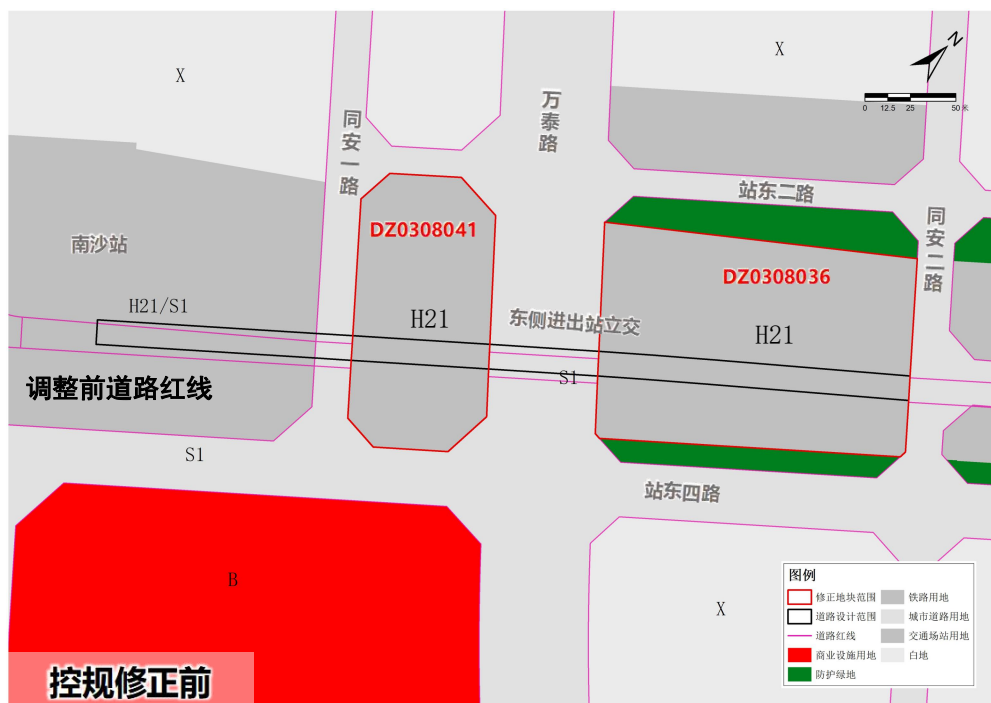 X
X
N
0 12.5 25 50 米
万泰路
同安一路
站东二路
同安二路
DZ0308041
南沙站
DZ0308036
H21/S1
H21
东侧进出站立交
H21
S1
调整前道路红线
S1
站东四路
B
X
图例
修正地块范围
铁路用地
道路设计范围
城市道路用地
道路红线
交通场站用地
商业设施用地
白地
防护绿地
控规修正前